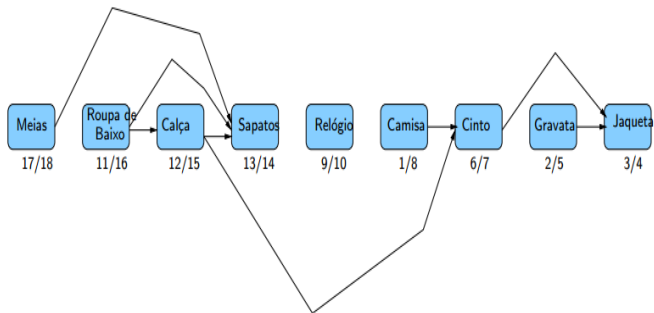 Meias
Roupa de
Baixo
Calça
Sapatos
Relógio
Camisa
Cinto
Gravata
Jaqueta
17/18
11/16
12/15
13/14
9/10
1/8
6/7
2/5
3/4